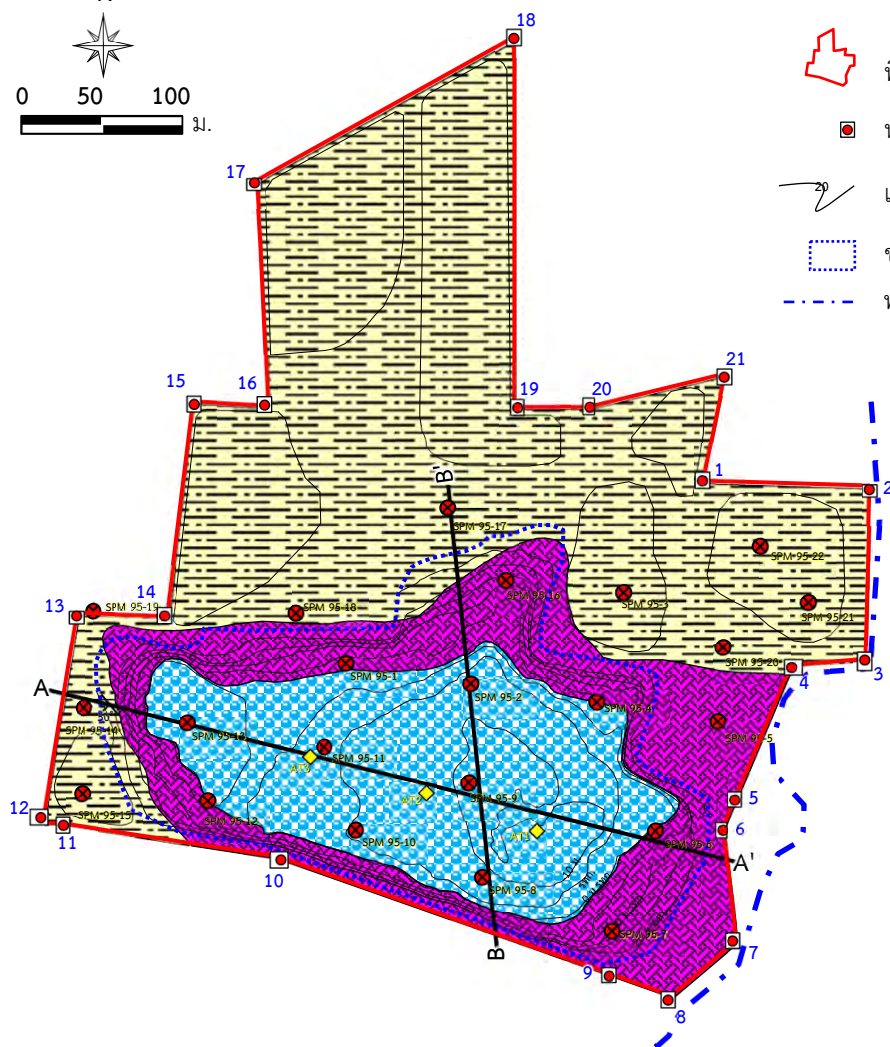 18
0 50 100
ม.
20
17
21
15
16
19
20
1
2
B'
SPM 95-17
SPM 95-22
SPM 95-16
SPM 95-3
SPM 95-21
13
SPM 95-19
14
SPM 95-18
SPM 95-20
3
4
A
SPM 95-1
SPM 95-2
SPM 95-4
SPM 95-14
SPM 95-13
SPM 95-5
SPM 95-11
AT3
AT2
SPM 95-9
12
11
SPM 95-15
SPM 95-12
SPM 95-10
AT1
SPM 95-6
5
6
A'
10
SPM 95-8
SPM 95-7
B
7
9
8